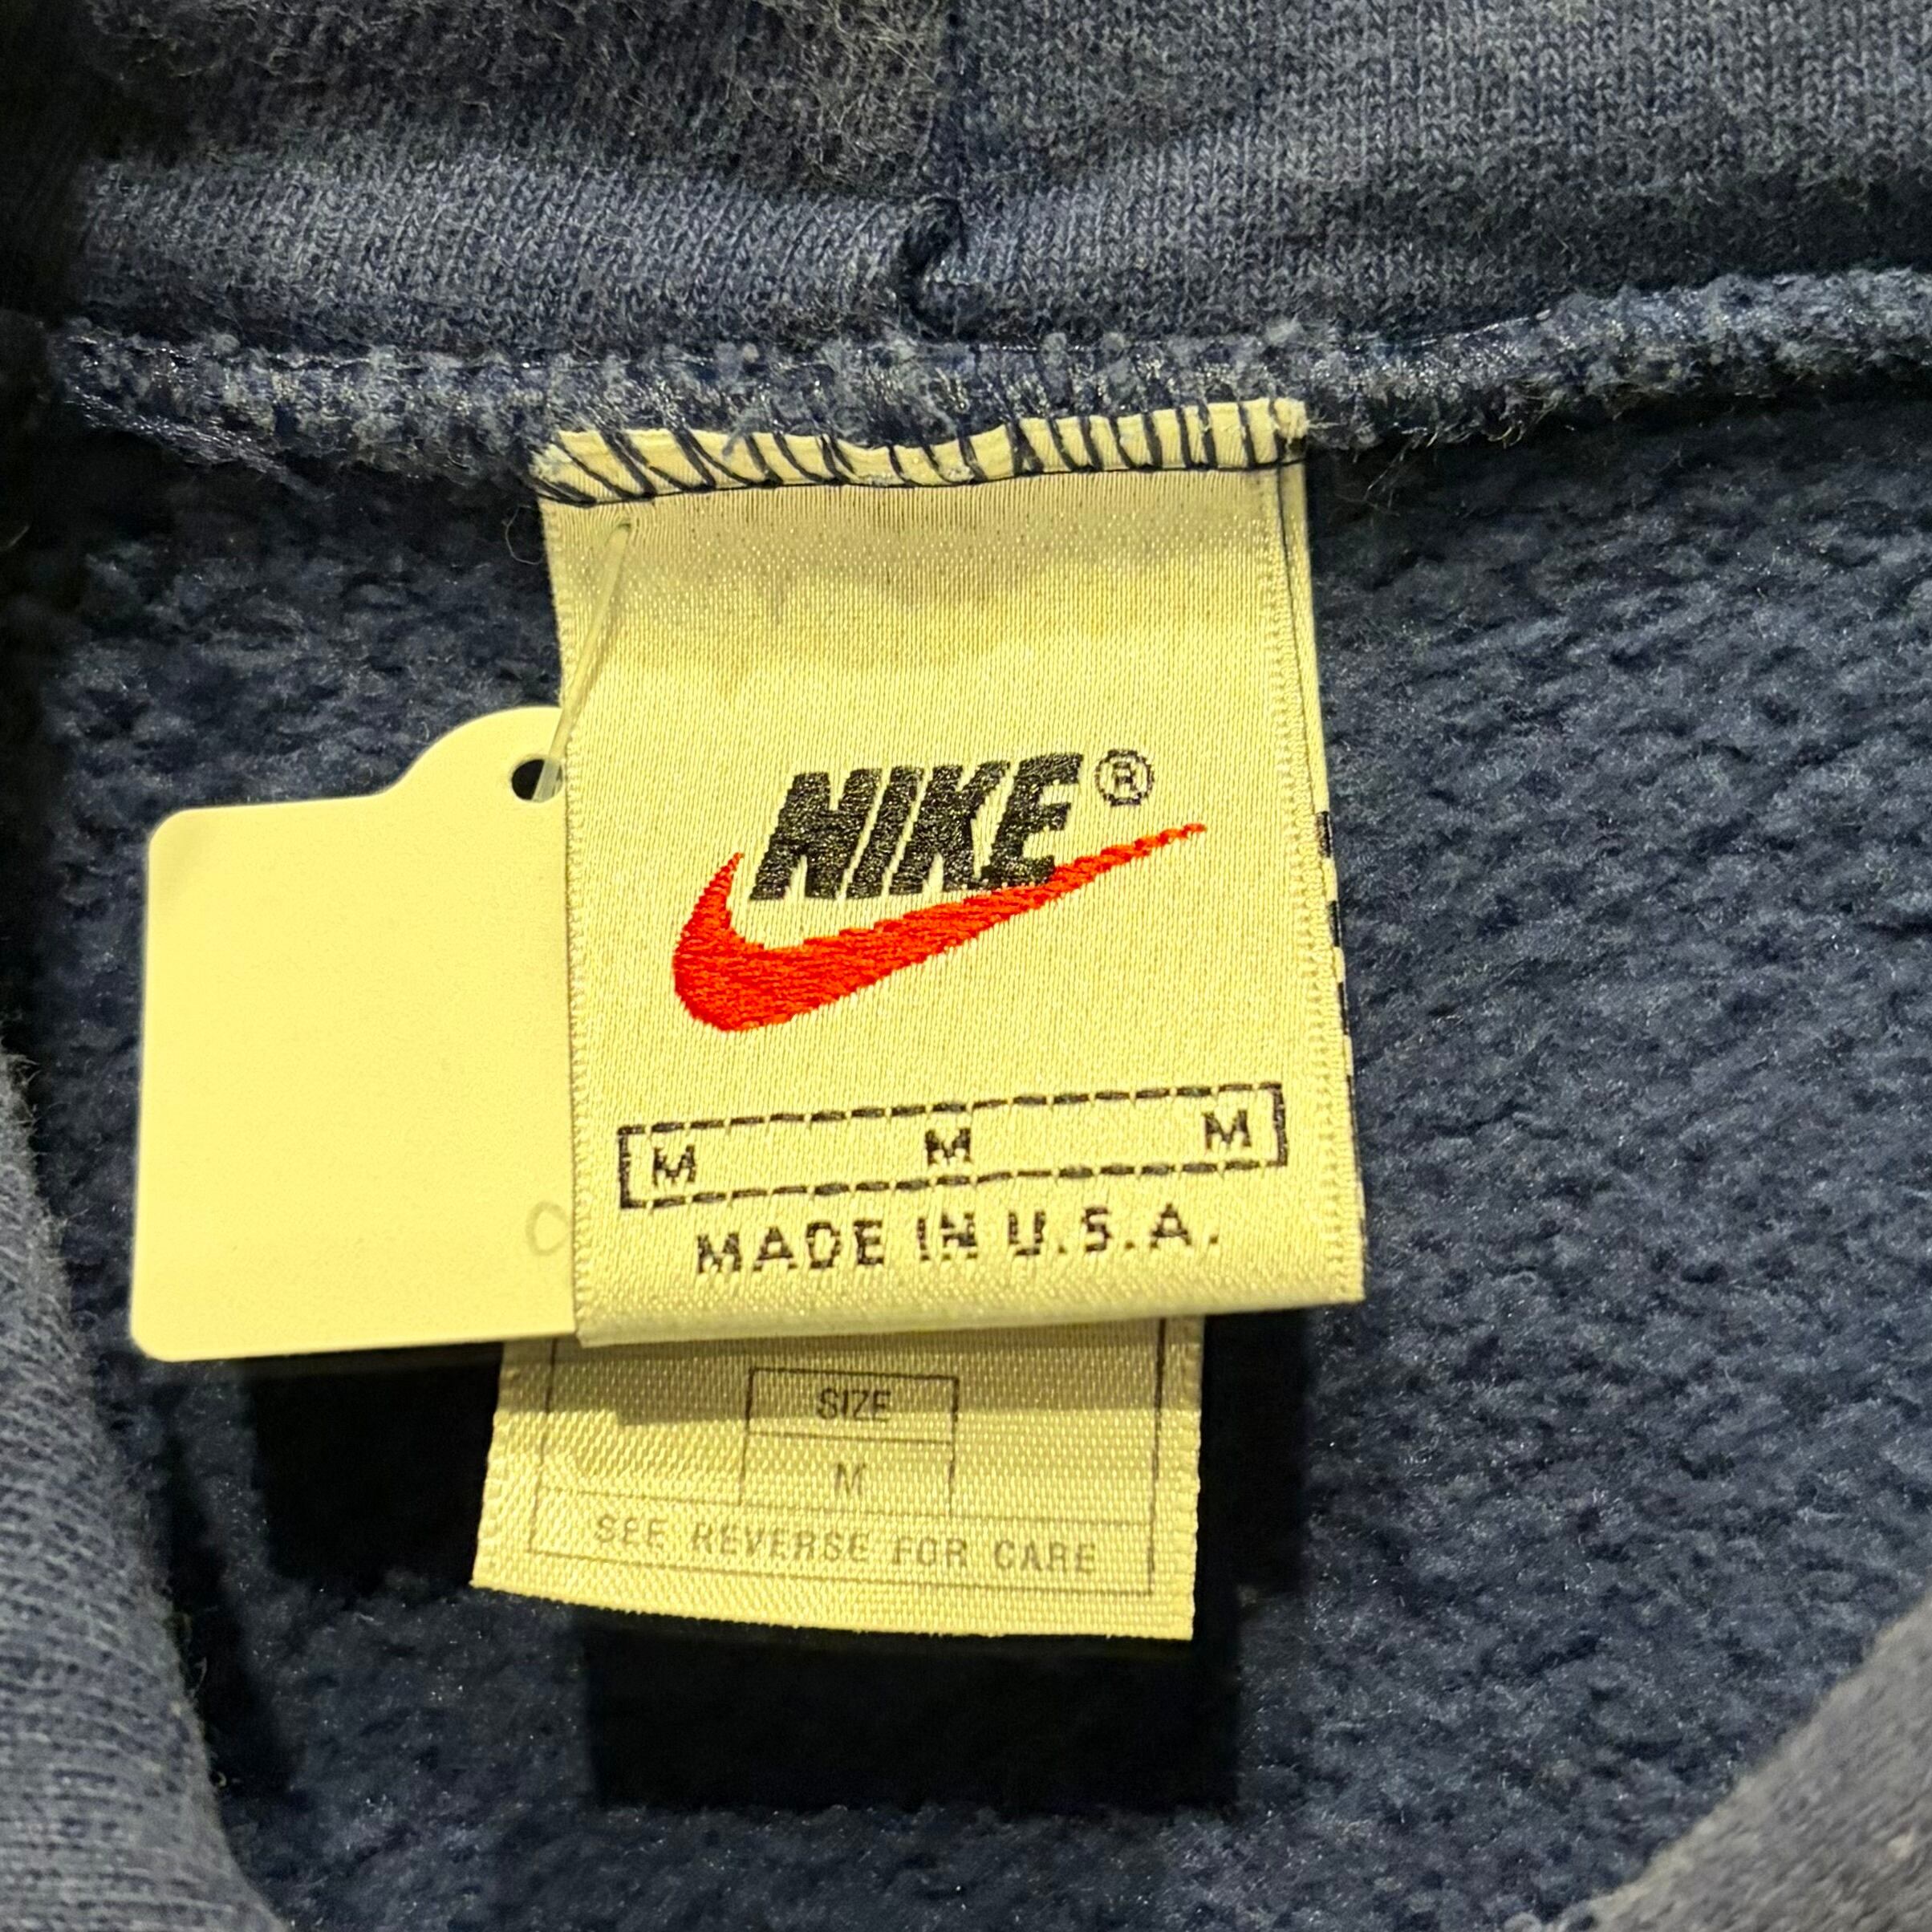 NIKE®
M M M
MADE IN U.S.A.
SIZE
M
SEE REVERSE FOR CARE